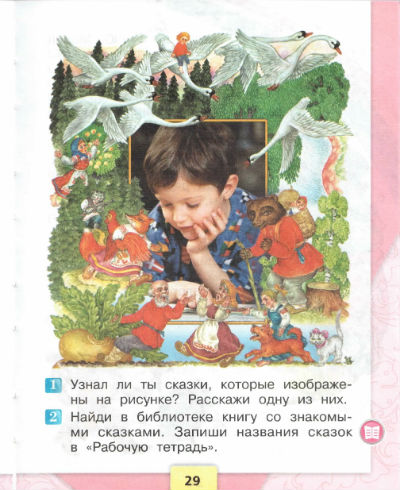 1 Узнал ли ты сказки, которые изображе-
ны на рисунке? Расскажи одну из них.
2 Найди в библиотеке книгу со знакомы-
ми сказками. Запиши названия сказок
в «Рабочую тетрадь».
29